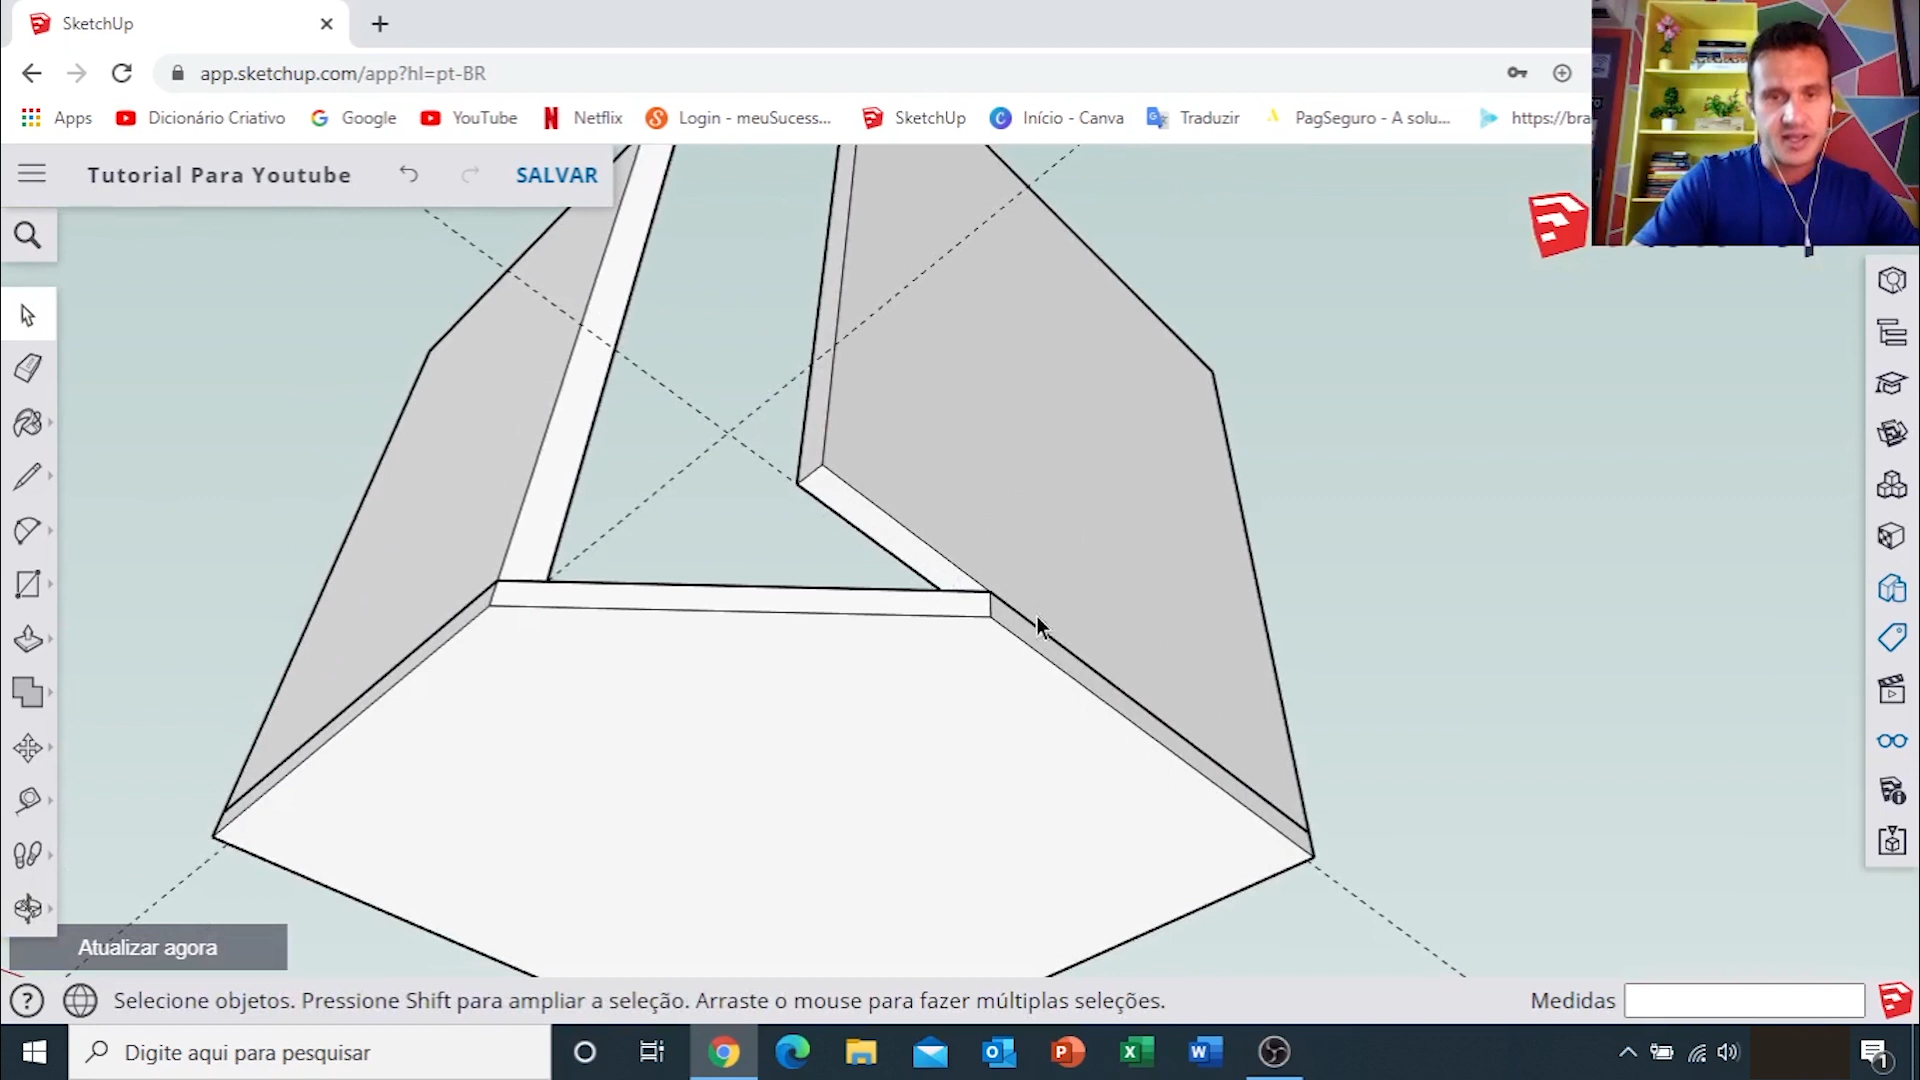 SketchUp
app.sketchup.com/app?hl=pt-BR
Apps Dicionário Criativo Google YouTube Netflix Login - meuSucess... SketchUp Início - Canva Traduzir PagSeguro - A solu... https://bra
Tutorial Para Youtube SALVAR
Atualizar agora
Selecione objetos. Pressione Shift para ampliar a seleção. Arraste o mouse para fazer múltiplas seleções. Medidas
Digite aqui para pesquisar
1